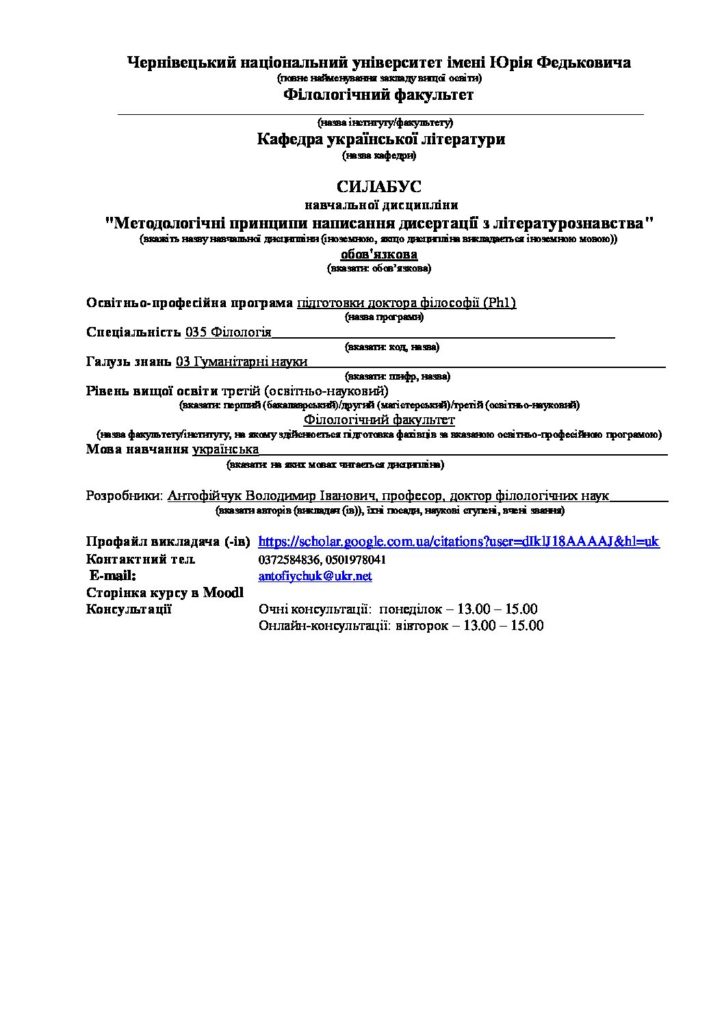 Чернівецький національний університет імені Юрія Федьковича
(повне найменування закладу вищої освіти)
Філологічний факультет
(назва інституту/факультету)
Кафедра української літератури
(назва кафедри)
СИЛАБУС
навчальної дисципліни
"Методологічні принципи написання дисертації з літературознавства"
(вкажіть назву навчальної дисципліни (іноземною, якщо дисципліна викладається іноземною мовою))
обов'язкова
(вказати: обов'язкова)
Освітньо-професійна програма підготовки доктора філософії (Ph1)
(назва програми)
Спеціальність 035 Філологія
(вказати: код, назва)
Галузь знань 03 Гуманітарні науки
(вказати: шифр, назва)
Рівень вищої освіти третій (освітньо-науковий)
(вказати: перший (бакалаврський)/другий (магістерський)/третій (освітньо-науковий)
Філологічний факультет
(назва факультету/інституту, на якому здійснюється підготовка фахівців за вказаною освітньо-професійною програмою)
Мова навчання українська
(вказати: на яких мовах читається дисципліна)
Розробники: Антофійчук Володимир Іванович, професор, доктор філологічних наук
(вказати авторів (викладач (ів)), їхні посади, наукові ступені, вчені звання)
Профайл викладача (-ів) https://scholar.google.com.ua/citations?user=dIklJ18AAAAJ&hl=uk
Контактний тел. 0372584836, 0501978041
E-mail: antofiychuk@ukr.net
Сторінка курсу в Moodl
Консультації Очні консультації: понеділок – 13.00 – 15.00
Онлайн-консультації: вівторок – 13.00 – 15.00